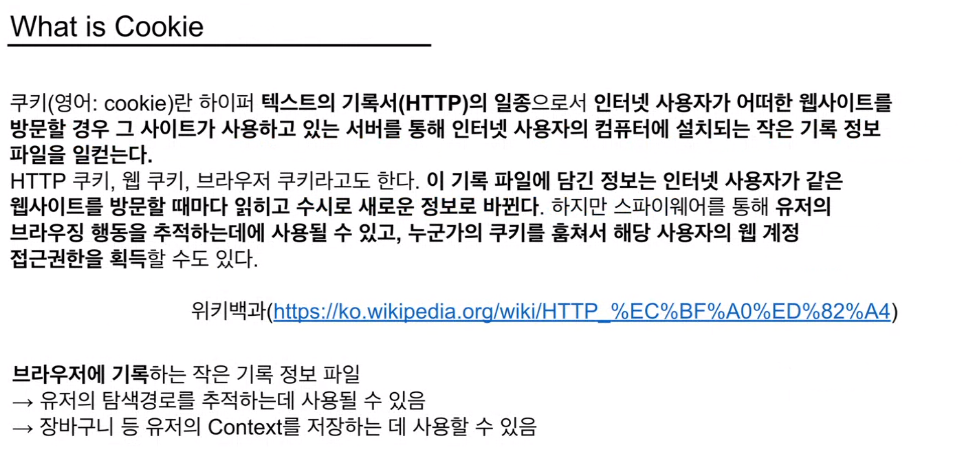 What is Cookie
쿠키(영어: cookie)란 하이퍼 텍스트의 기록서(HTTP)의 일종으로서 인터넷 사용자가 어떠한 웹사이트를
방문할 경우 그 사이트가 사용하고 있는 서버를 통해 인터넷 사용자의 컴퓨터에 설치되는 작은 기록 정보
파일을 일컫는다.
HTTP 쿠키, 웹 쿠키, 브라우저 쿠키라고도 한다. 이 기록 파일에 담긴 정보는 인터넷 사용자가 같은
웹사이트를 방문할 때마다 읽히고 수시로 새로운 정보로 바뀐다. 하지만 스파이웨어를 통해 유저의
브라우징 행동을 추적하는데에 사용될 수 있고, 누군가의 쿠키를 훔쳐서 해당 사용자의 웹 계정
접근권한을 획득할 수도 있다.
위키백과(https://ko.wikipedia.org/wiki/HTTP_%EC%BF%A0%ED%82%A4)
브라우저에 기록하는 작은 기록 정보 파일
→ 유저의 탐색경로를 추적하는데 사용될 수 있음
→ 장바구니 등 유저의 Context를 저장하는 데 사용할 수 있음